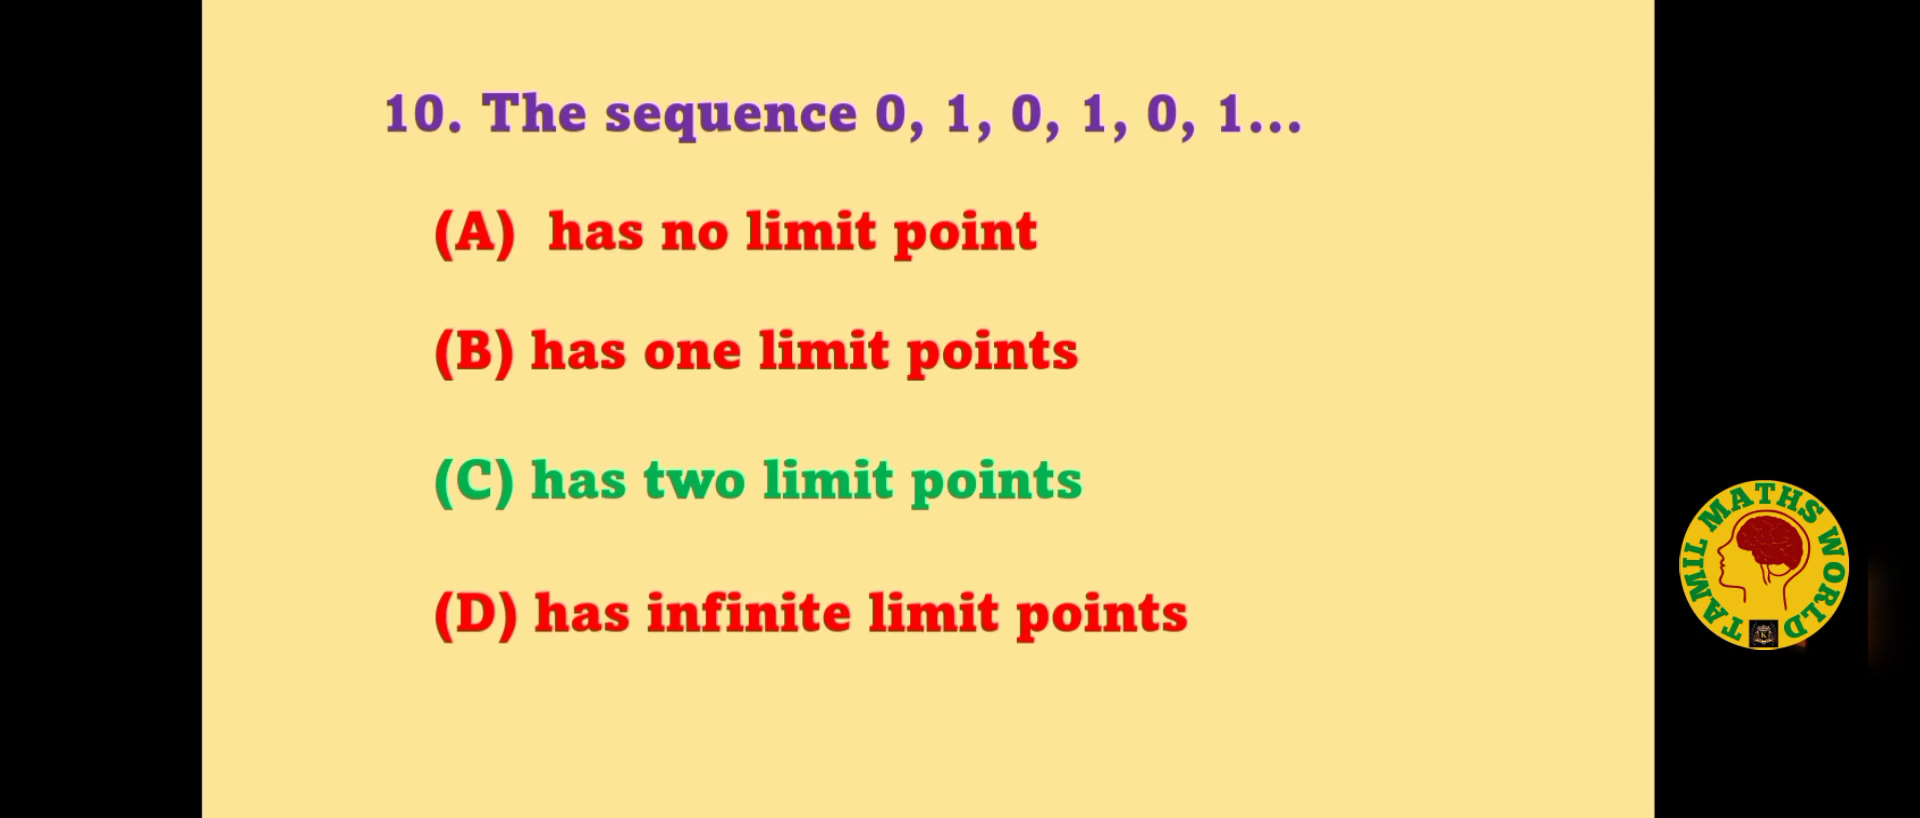 10. The sequence 0, 1, 0, 1, 0, 1...
(A) has no limit point
(B) has one limit points
(C) has two limit points
(D) has infinite limit points
TAMIL MATHS WORLD
K